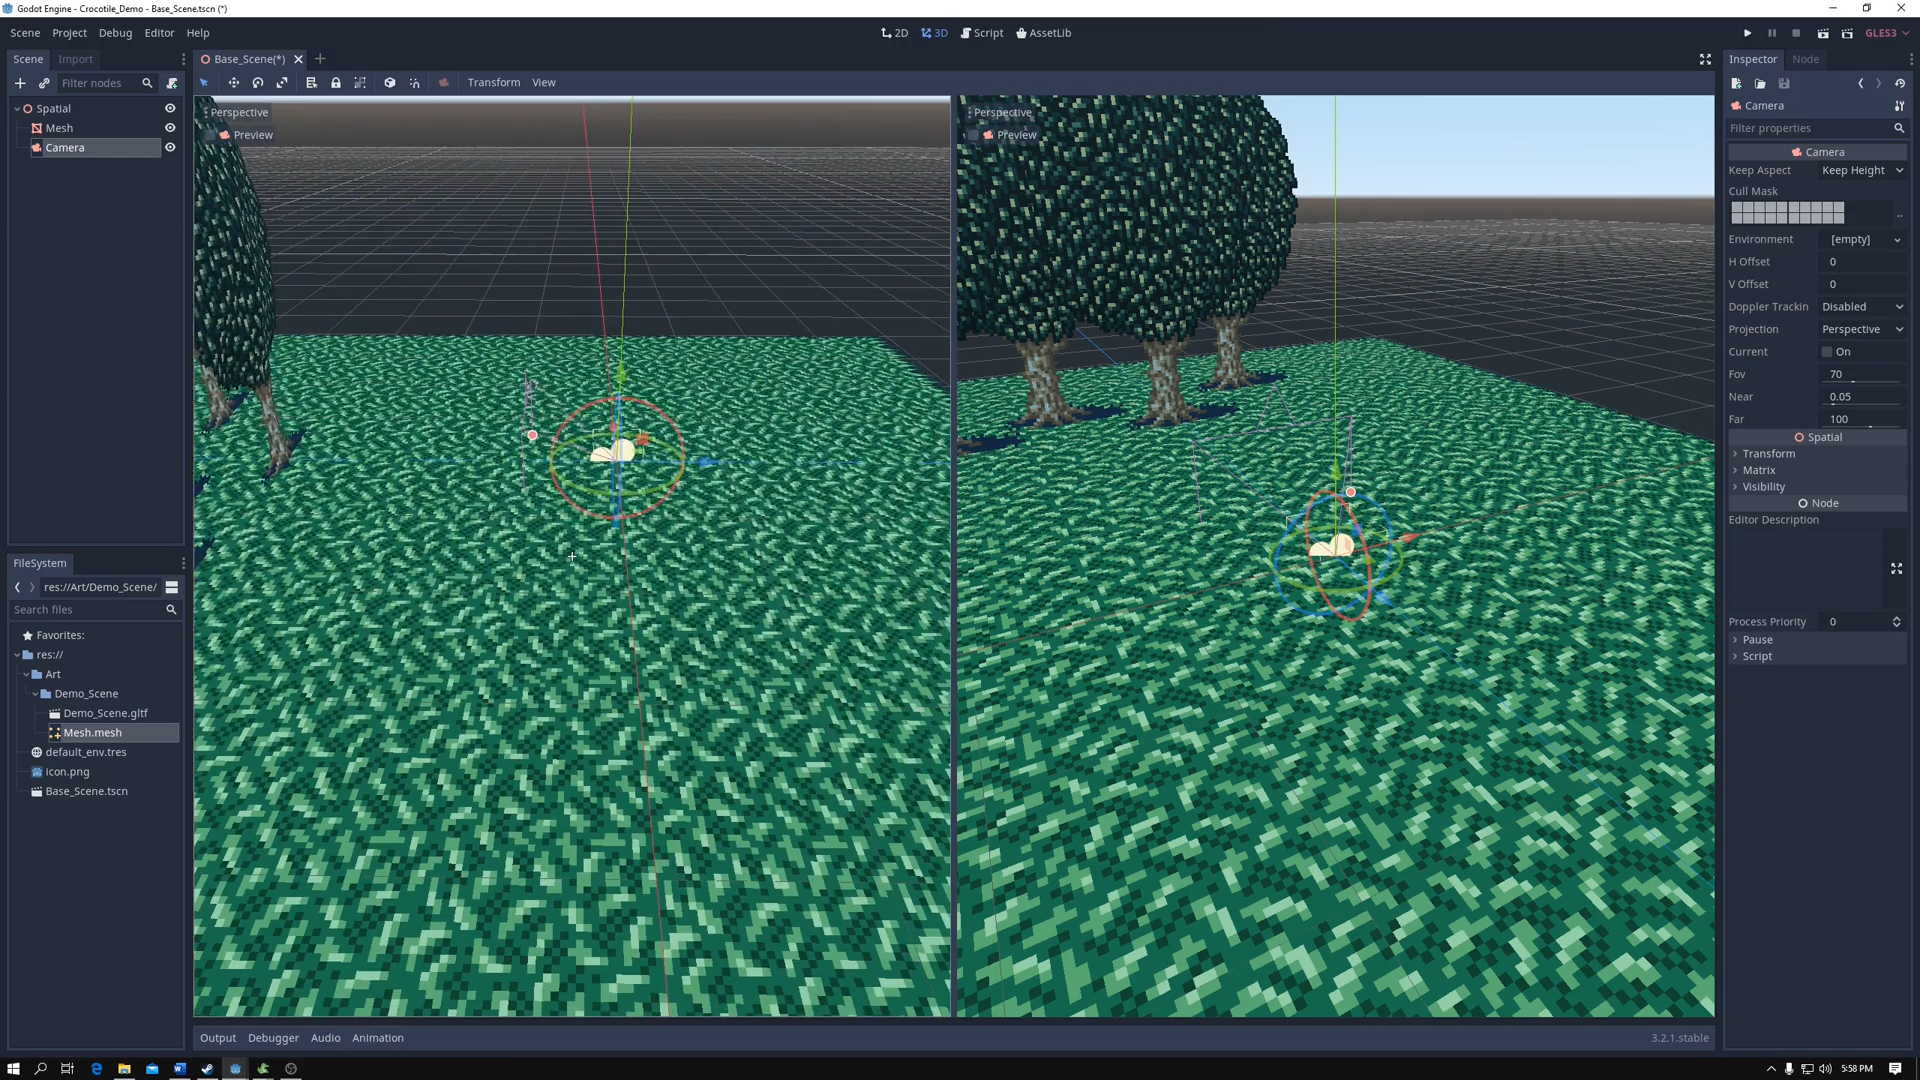 Godot Engine - Crocotile_Demo - Base_Scene.tscn (*)
Scene Project Debug Editor Help
2D 3D Script AssetLib
GLES3
Scene Import
Filter nodes
Spatial
Mesh
Camera
Base_Scene(*)
Transform View
Perspective
Preview
Perspective
Preview
FileSystem
res://Art/Demo_Scene/
Search files
Favorites:
res://
Art
Demo_Scene
Demo_Scene.gltf
Mesh.mesh
default_env.tres
icon.png
Base_Scene.tscn
Output Debugger Audio Animation
3.2.1.stable
Inspector Node
Camera
Filter properties
Camera
Keep Aspect Keep Height
Cull Mask
..
Environment [empty]
H Offset 0
V Offset 0
Doppler Trackin Disabled
Projection Perspective
Current On
Fov 70
Near 0.05
Far 100
Spatial
Transform
Matrix
Visibility
Node
Editor Description
Process Priority 0
Pause
Script
5:58 PM